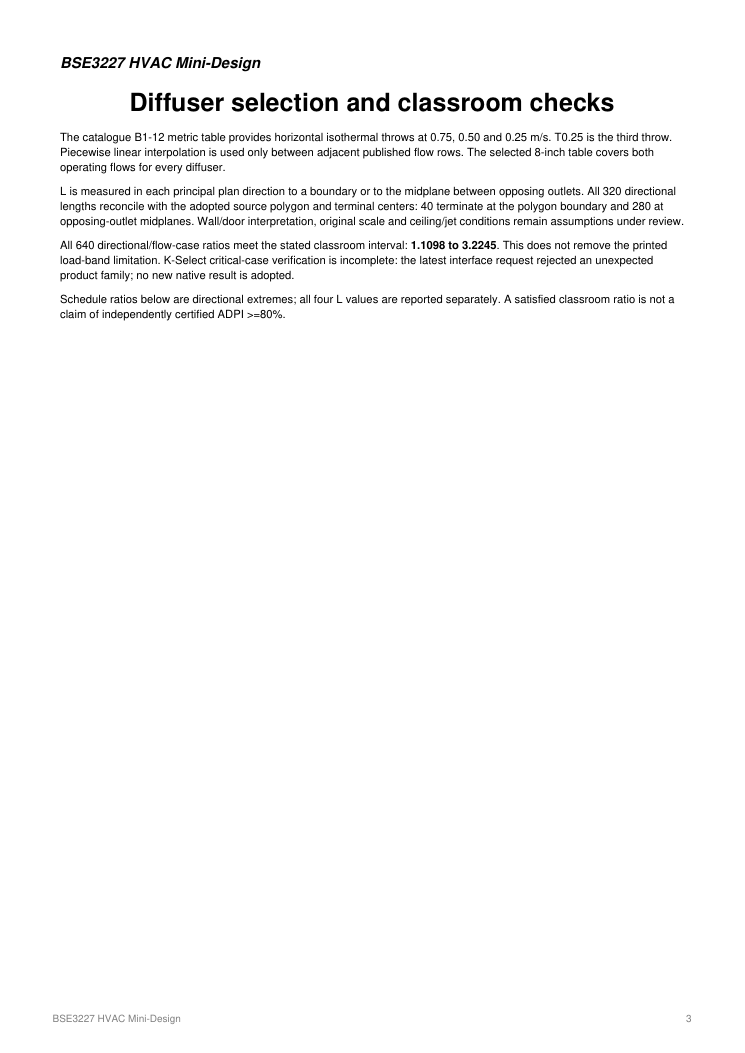 BSE3227 HVAC Mini-Design
Diffuser selection and classroom checks
The catalogue B1-12 metric table provides horizontal isothermal throws at 0.75, 0.50 and 0.25 m/s. T0.25 is the third throw.
Piecewise linear interpolation is used only between adjacent published flow rows. The selected 8-inch table covers both
operating flows for every diffuser.
L is measured in each principal plan direction to a boundary or to the midplane between opposing outlets. All 320 directional
lengths reconcile with the adopted source polygon and terminal centers: 40 terminate at the polygon boundary and 280 at
opposing-outlet midplanes. Wall/door interpretation, original scale and ceiling/jet conditions remain assumptions under review.
All 640 directional/flow-case ratios meet the stated classroom interval: 1.1098 to 3.2245. This does not remove the printed
load-band limitation. K-Select critical-case verification is incomplete: the latest interface request rejected an unexpected
product family; no new native result is adopted.
Schedule ratios below are directional extremes; all four L values are reported separately. A satisfied classroom ratio is not a
claim of independently certified ADPI >=80%.
BSE3227 HVAC Mini-Design
3